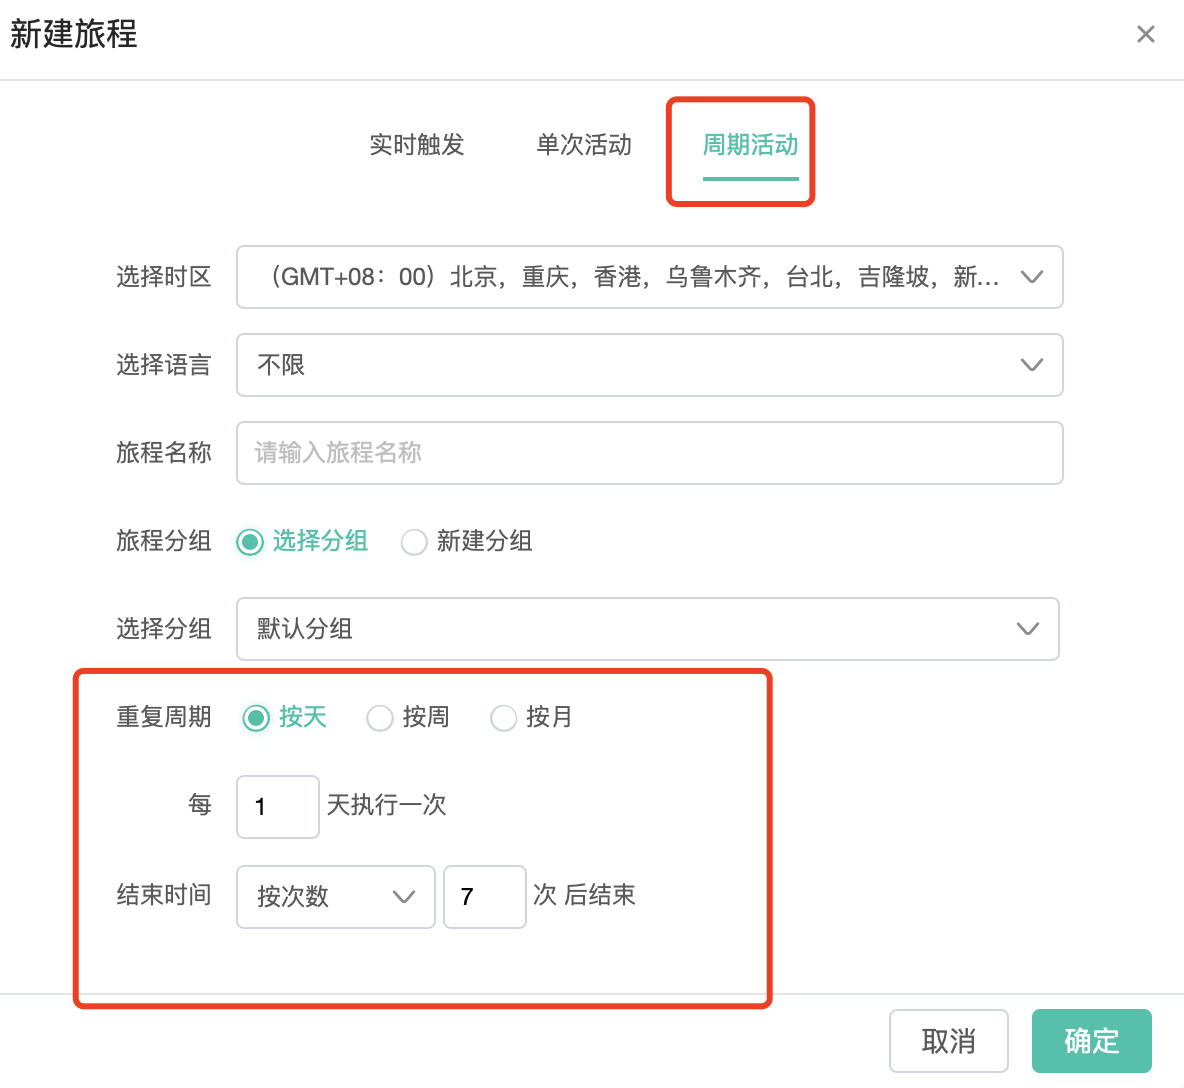 新建旅程
实时触发 单次活动 周期活动
选择时区 （GMT+08：00）北京，重庆，香港，乌鲁木齐，台北，吉隆坡，新...
选择语言 不限
旅程名称 请输入旅程名称
旅程分组 选择分组 新建分组
选择分组 默认分组
重复周期 按天 按周 按月
每 1 天执行一次
结束时间 按次数 7 次 后结束
取消 确定